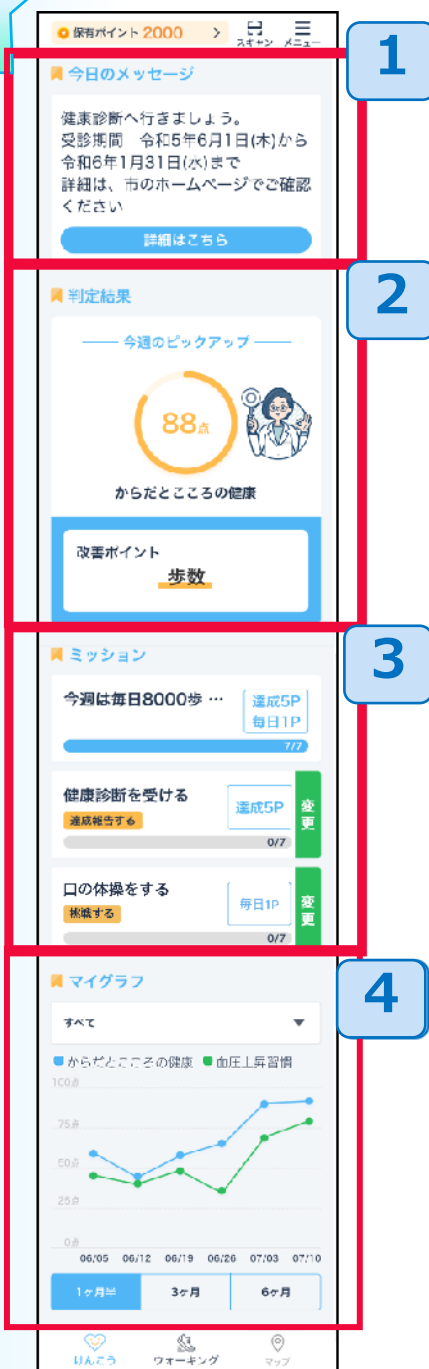 保有ポイント 2000 >
スキャン メニュー
1
今日のメッセージ
健康診断へ行きましょう。
受診期間　令和5年6月1日(木)から
令和6年1月31日(水)まで
詳細は、市のホームページでご確認
ください
詳細はこちら
2
判定結果
今週のピックアップ
88点
からだとこころの健康
改善ポイント
歩数
3
ミッション
今週は毎日8000歩 …
達成5P
毎日1P
7/7
健康診断を受ける
達成報告する
達成5P
変更
0/7
口の体操をする
挑戦する
毎日1P
変更
0/7
4
マイグラフ
すべて
からだとこころの健康 血圧上昇習慣
100点
75点
50点
25点
0点
06/05 06/12 06/19 06/26 07/03 07/10
1ヶ月半 3ヶ月 6ヶ月
けんこう ウォーキング マップ